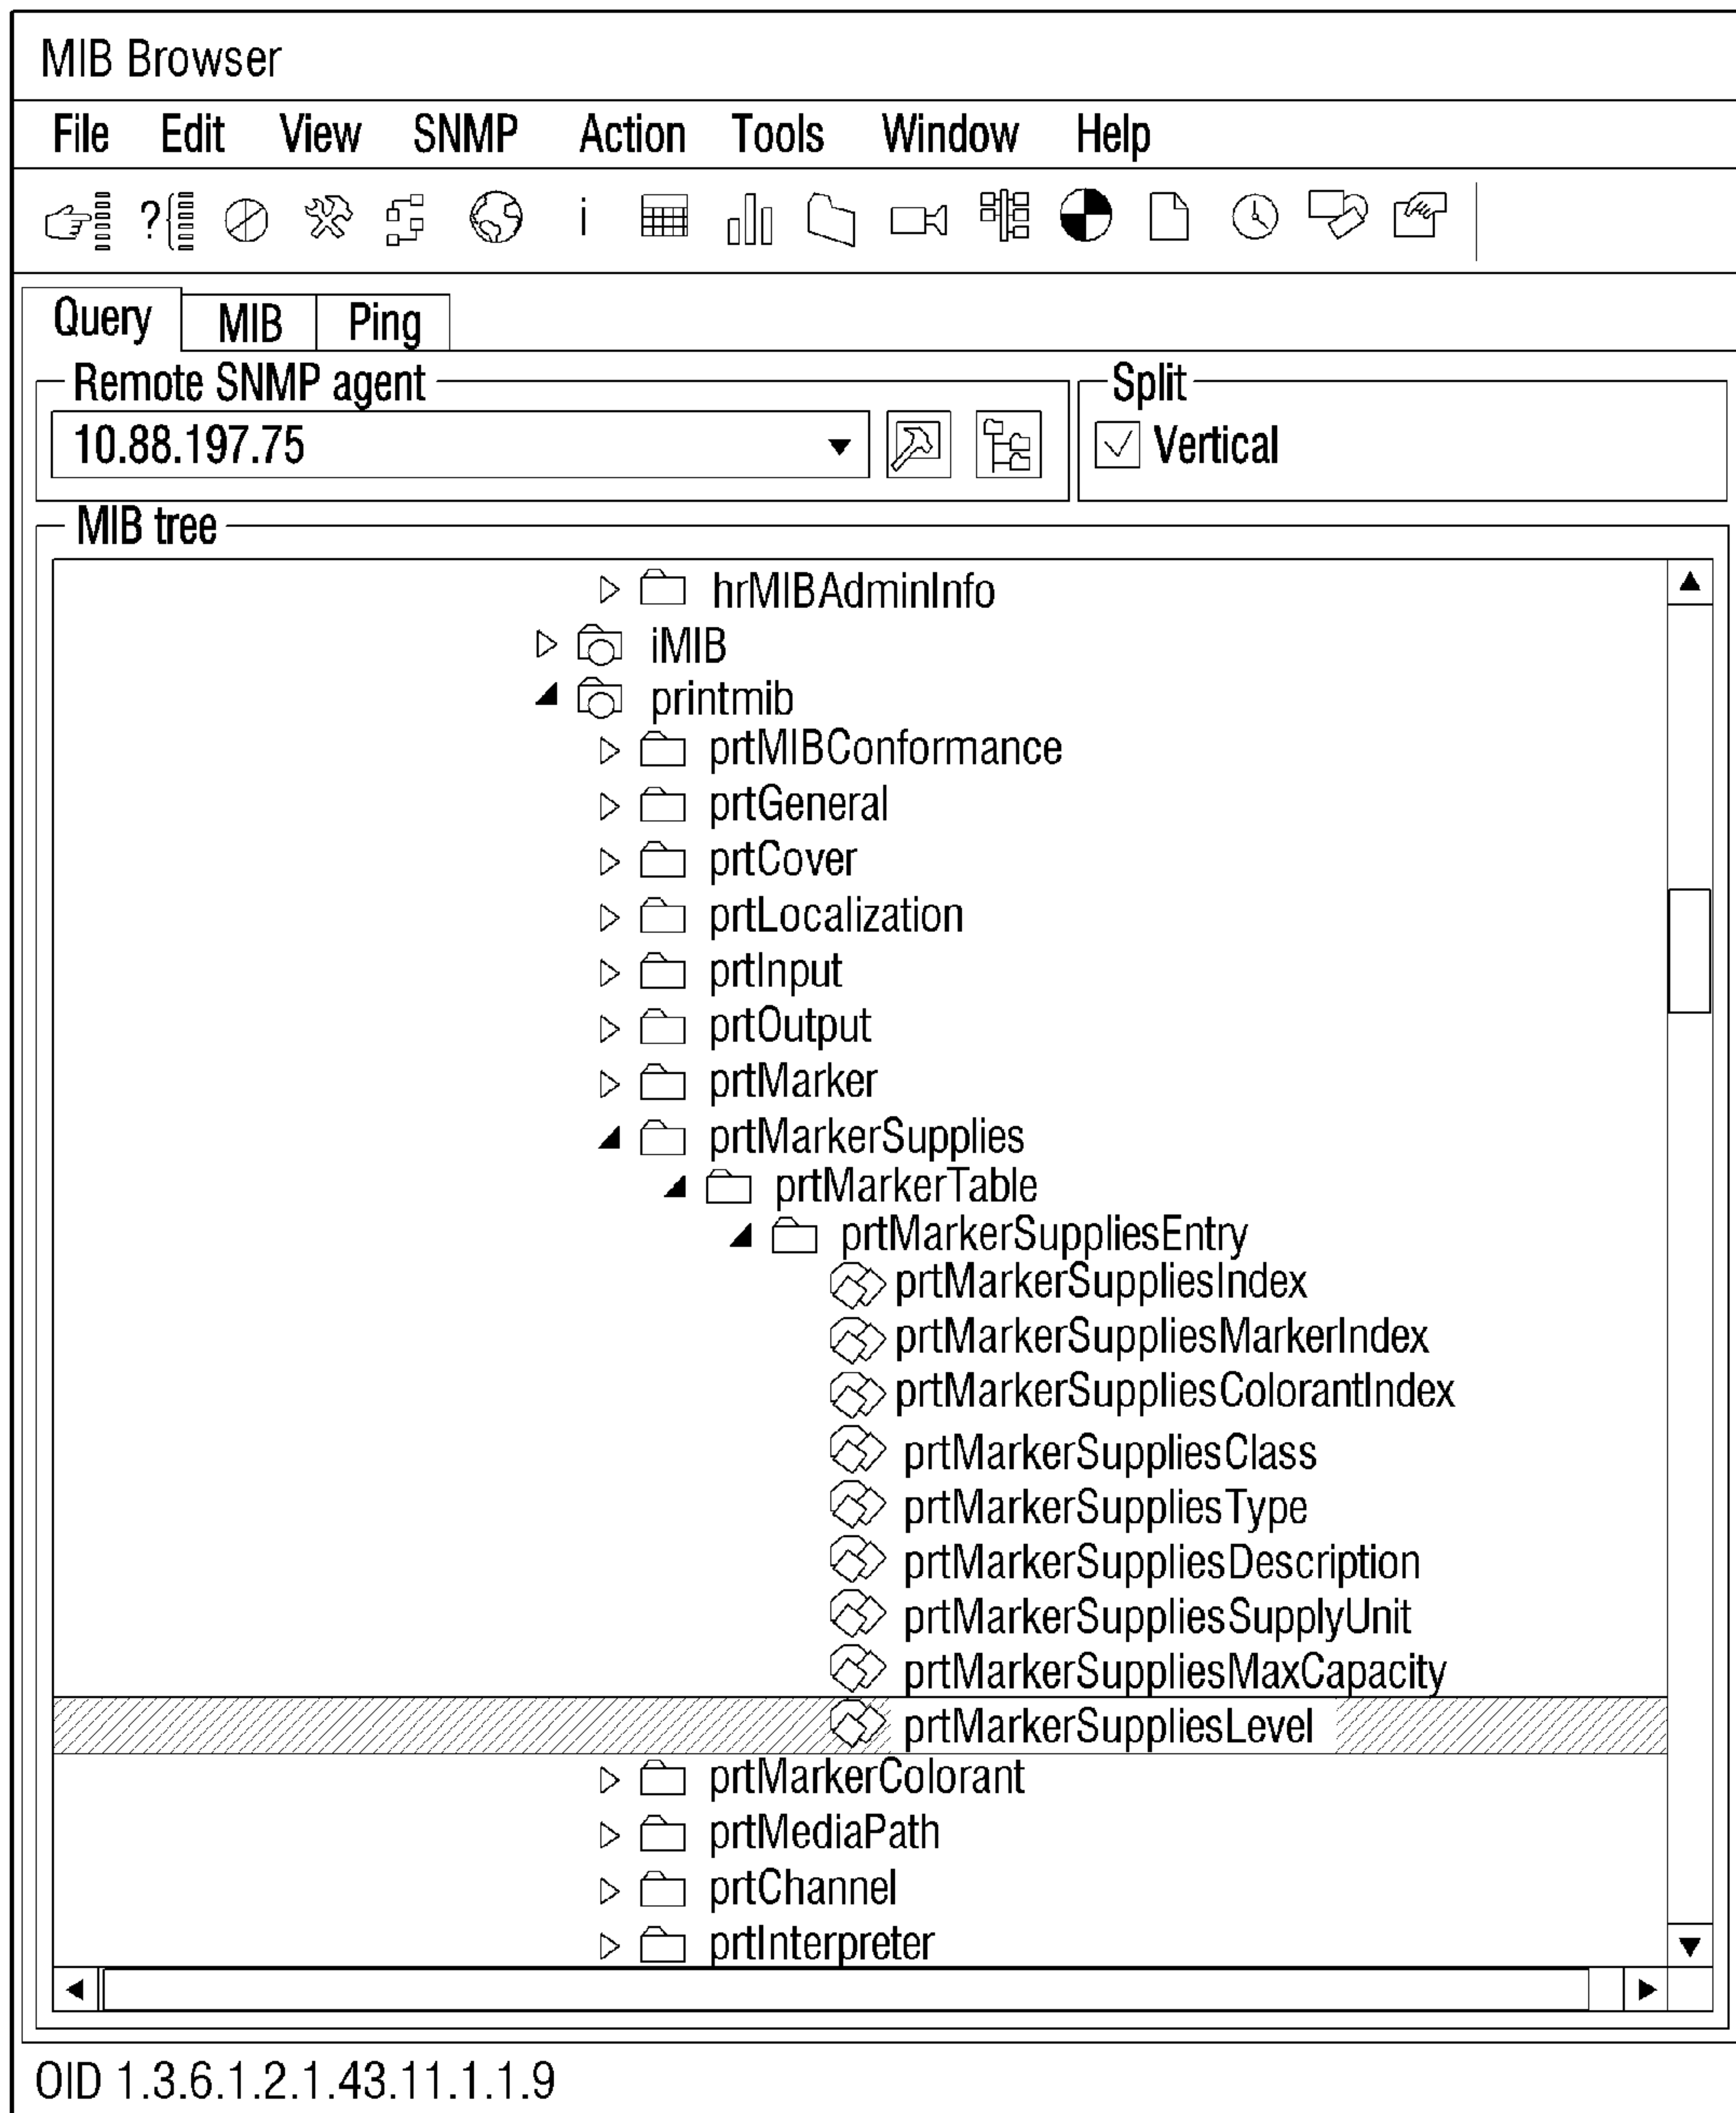 MIB Browser
File Edit View SNMP Action Tools Window Help
?{ i
Query MIB Ping
Remote SNMP agent Split
10.88.197.75 Vertical
MIB tree
hrMIBAdminInfo
iMIB
printmib
prtMIBConformance
prtGeneral
prtCover
prtLocalization
prtInput
prtOutput
prtMarker
prtMarkerSupplies
prtMarkerTable
prtMarkerSuppliesEntry
prtMarkerSuppliesIndex
prtMarkerSuppliesMarkerIndex
prtMarkerSuppliesColorantIndex
prtMarkerSuppliesClass
prtMarkerSuppliesType
prtMarkerSuppliesDescription
prtMarkerSuppliesSupplyUnit
prtMarkerSuppliesMaxCapacity
prtMarkerSuppliesLevel
prtMarkerColorant
prtMediaPath
prtChannel
prtInterpreter
OID 1.3.6.1.2.1.43.11.1.1.9